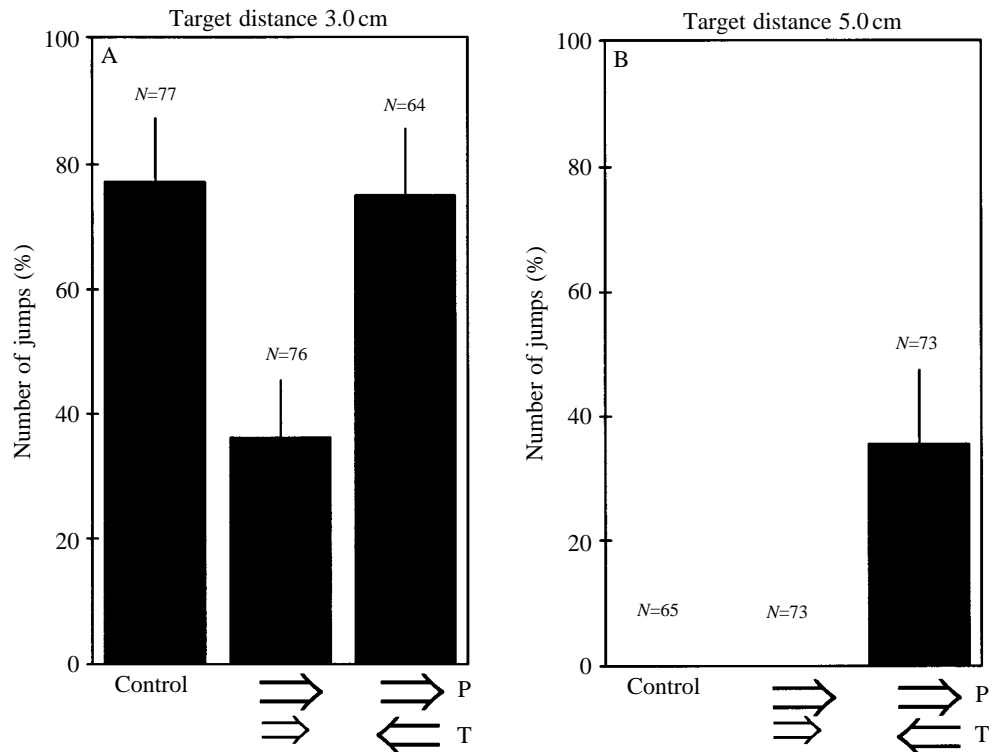 Target distance 3.0 cm
A
100
80
60
40
20
0
Number of jumps (%)
N=77
N=76
N=64
Control
P
T
Target distance 5.0 cm
B
100
80
60
40
20
0
Number of jumps (%)
N=65
N=73
N=73
Control
P
T